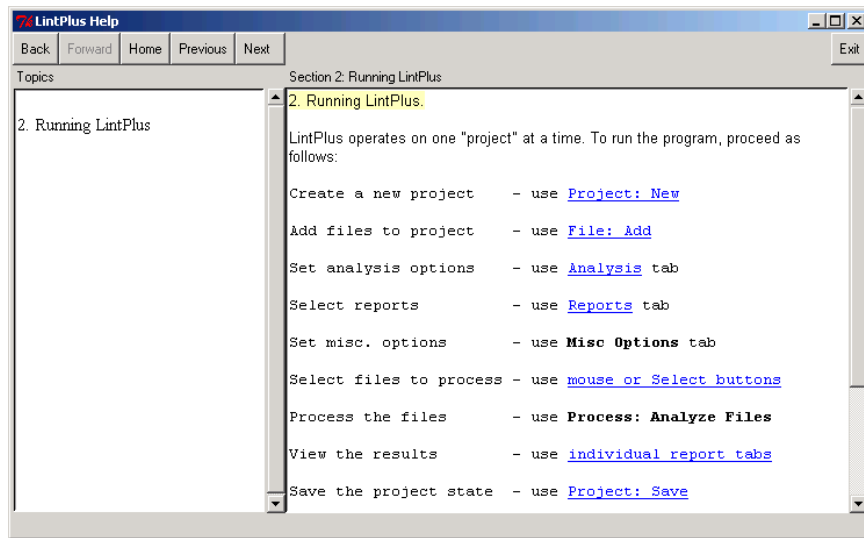 LintPlus Help
Back Forward Home Previous Next Exit
Topics
Section 2: Running LintPlus
2. Running LintPlus
2. Running LintPlus.
LintPlus operates on one "project" at a time. To run the program, proceed as
follows:
Create a new project - use Project: New
Add files to project - use File: Add
Set analysis options - use Analysis tab
Select reports - use Reports tab
Set misc. options - use Misc Options tab
Select files to process - use mouse or Select buttons
Process the files - use Process: Analyze Files
View the results - use individual report tabs
Save the project state - use Project: Save